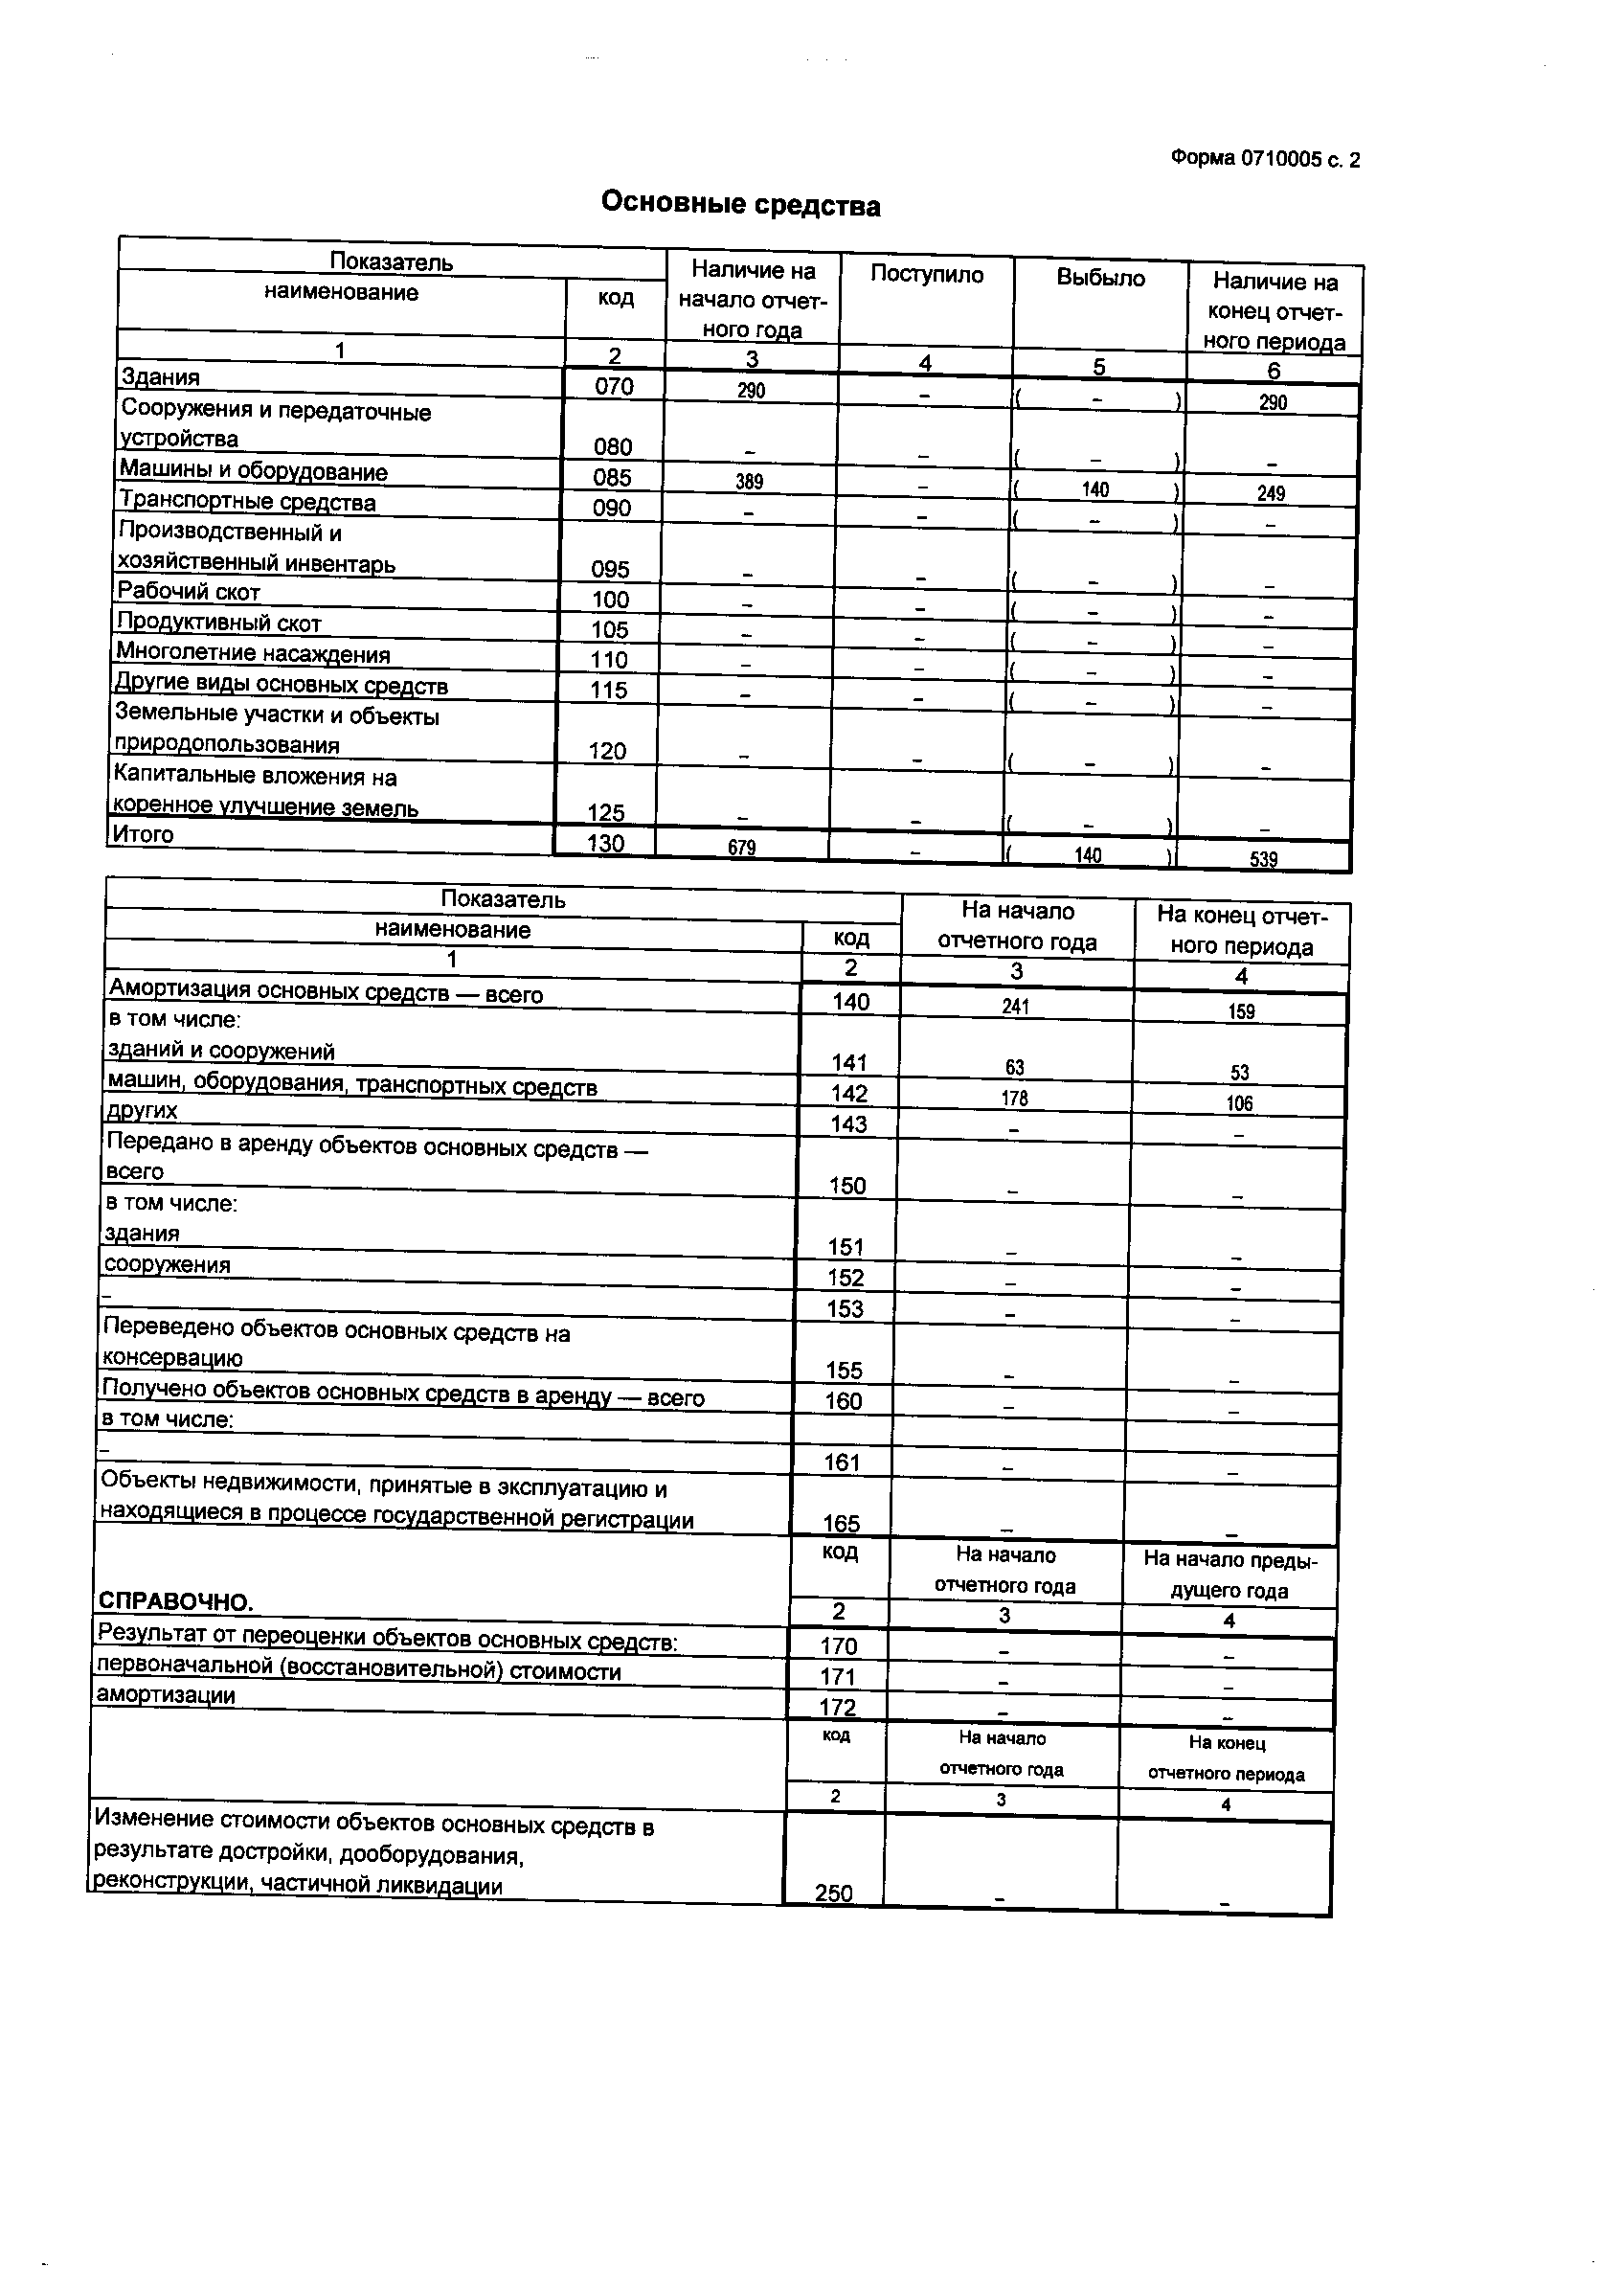 Форма 0710005 с. 2
Основные средства
Показатель
Наличие на начало отчет-ного года
Поступило
Выбыло
Наличие на конец отчет-ного периода
наименование
код
1 2 3 4 5 6
Здания 070 290 – ( – ) 290
Сооружения и передаточные
устройства 080 – – ( – ) –
Машины и оборудование 085 389 – ( 140 ) 249
Транспортные средства 090 – – ( – ) –
Производственный и
хозяйственный инвентарь 095 – – ( – ) –
Рабочий скот 100 – – ( – ) –
Продуктивный скот 105 – – ( – ) –
Многолетние насаждения 110 – – ( – ) –
Другие виды основных средств 115 – – ( – ) –
Земельные участки и объекты
природопользования 120 – – ( – ) –
Капитальные вложения на
коренное улучшение земель 125 – – ( – ) –
Итого 130 679 – ( 140 ) 539
Показатель
На начало
отчетного года
На конец отчет-
ного периода
наименование
код
1 2 3 4
Амортизация основных средств — всего 140 241 159
в том числе:
зданий и сооружений 141 63 53
машин, оборудования, транспортных средств 142 178 106
других 143 – –
Передано в аренду объектов основных средств —
всего 150 – –
в том числе:
здания 151 – –
сооружения 152 – –
– 153 – –
Переведено объектов основных средств на
консервацию 155 – –
Получено объектов основных средств в аренду — всего 160 – –
в том числе:
– 161 – –
Объекты недвижимости, принятые в эксплуатацию и
находящиеся в процессе государственной регистрации 165 – –
код
На начало
отчетного года
На начало преды-
дущего года
СПРАВОЧНО. 2 3 4
Результат от переоценки объектов основных средств: 170 – –
первоначальной (восстановительной) стоимости 171 – –
амортизации 172 – –
код
На начало
отчетного года
На конец
отчетного периода
2 3 4
Изменение стоимости объектов основных средств в
результате достройки, дооборудования,
реконструкции, частичной ликвидации 250 – –